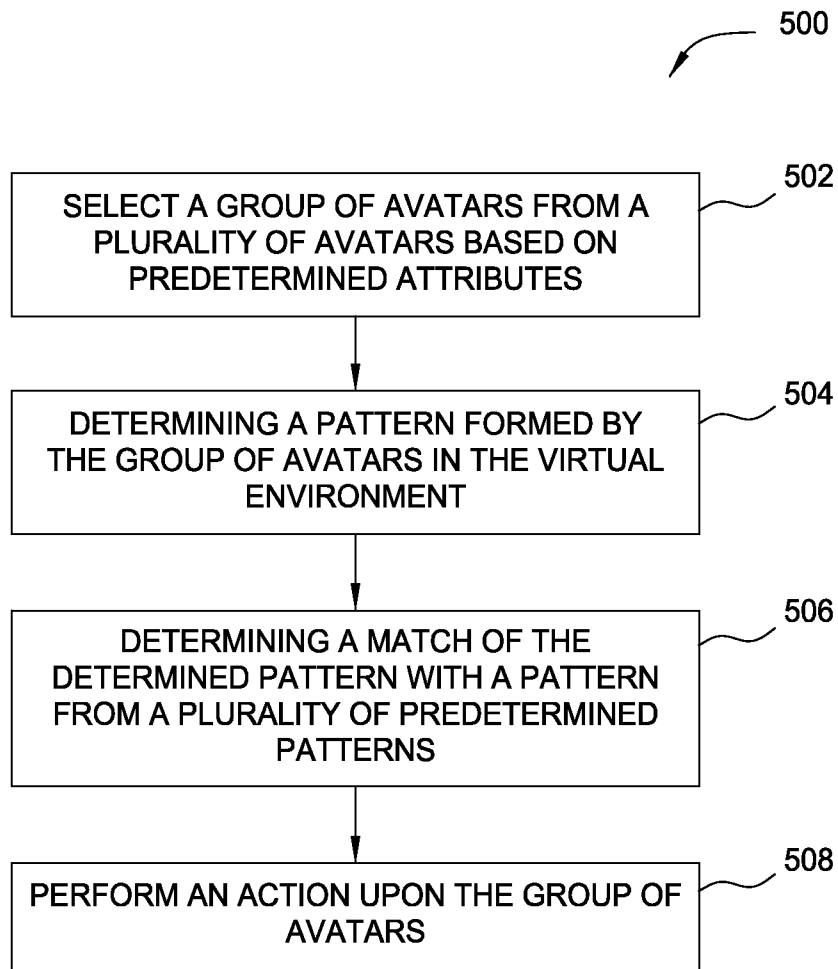 500
502
SELECT A GROUP OF AVATARS FROM A
PLURALITY OF AVATARS BASED ON
PREDETERMINED ATTRIBUTES
504
DETERMINING A PATTERN FORMED BY
THE GROUP OF AVATARS IN THE VIRTUAL
ENVIRONMENT
506
DETERMINING A MATCH OF THE
DETERMINED PATTERN WITH A PATTERN
FROM A PLURALITY OF PREDETERMINED
PATTERNS
508
PERFORM AN ACTION UPON THE GROUP OF
AVATARS